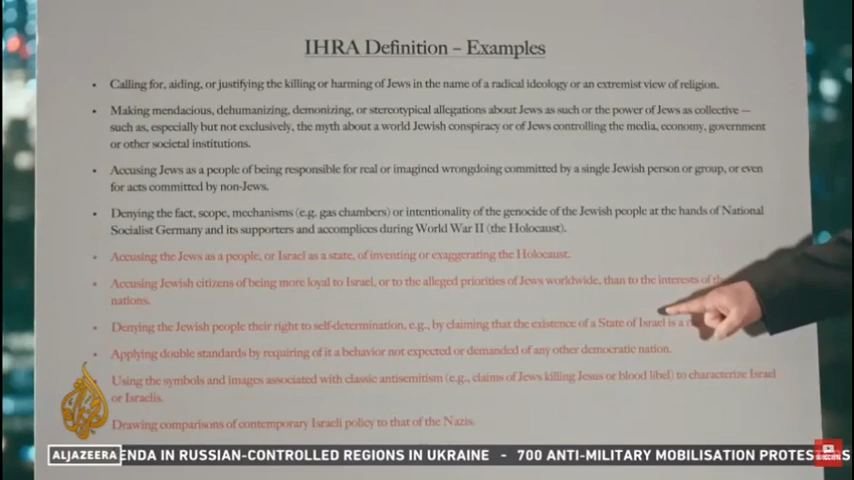 IHRA Definition – Examples
• Calling for, aiding, or justifying the killing or harming of Jews in the name of a radical ideology or an extremist view of religion.
• Making mendacious, dehumanizing, demonizing, or stereotypical allegations about Jews as such or the power of Jews as collective —
such as, especially but not exclusively, the myth about a world Jewish conspiracy or of Jews controlling the media, economy, government
or other societal institutions.
• Accusing Jews as a people of being responsible for real or imagined wrongdoing committed by a single Jewish person or group, or even
for acts committed by non-Jews.
• Denying the fact, scope, mechanisms (e.g. gas chambers) or intentionality of the genocide of the Jewish people at the hands of National
Socialist Germany and its supporters and accomplices during World War II (the Holocaust).
• Accusing the Jews as a people, or Israel as a state, of inventing or exaggerating the Holocaust.
• Accusing Jewish citizens of being more loyal to Israel, or to the alleged priorities of Jews worldwide, than to the interests of
nations.
• Denying the Jewish people their right to self-determination, e.g., by claiming that the existence of a State of Israel is a
• Applying double standards by requiring of it a behavior not expected or demanded of any other democratic nation.
• Using the symbols and images associated with classic antisemitism (e.g., claims of Jews killing Jesus or blood libel) to characterize Israel
or Israelis.
Drawing comparisons of contemporary Israeli policy to that of the Nazis.
ALJAZEERA ENDA IN RUSSIAN-CONTROLLED REGIONS IN UKRAINE - 700 ANTI-MILITARY MOBILISATION PROTES
SUBSCRIBE